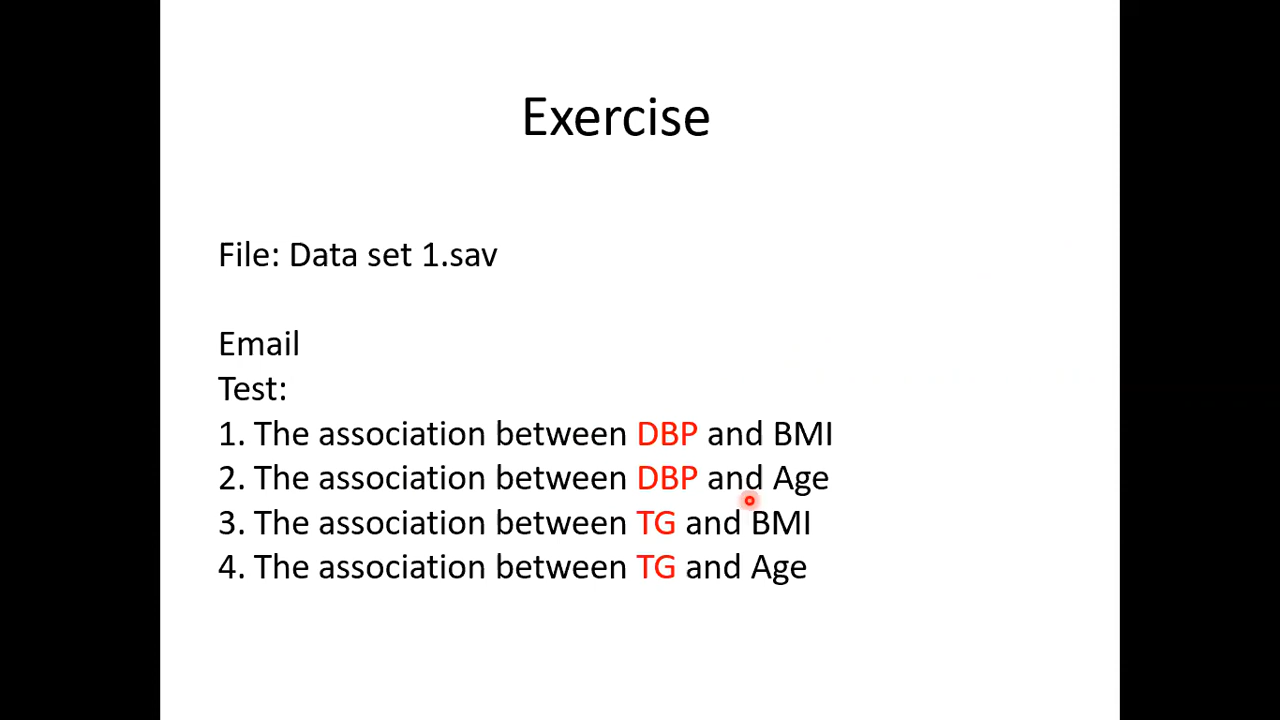 Exercise
File: Data set 1.sav
Email
Test:
1. The association between DBP and BMI
2. The association between DBP and Age
3. The association between TG and BMI
4. The association between TG and Age